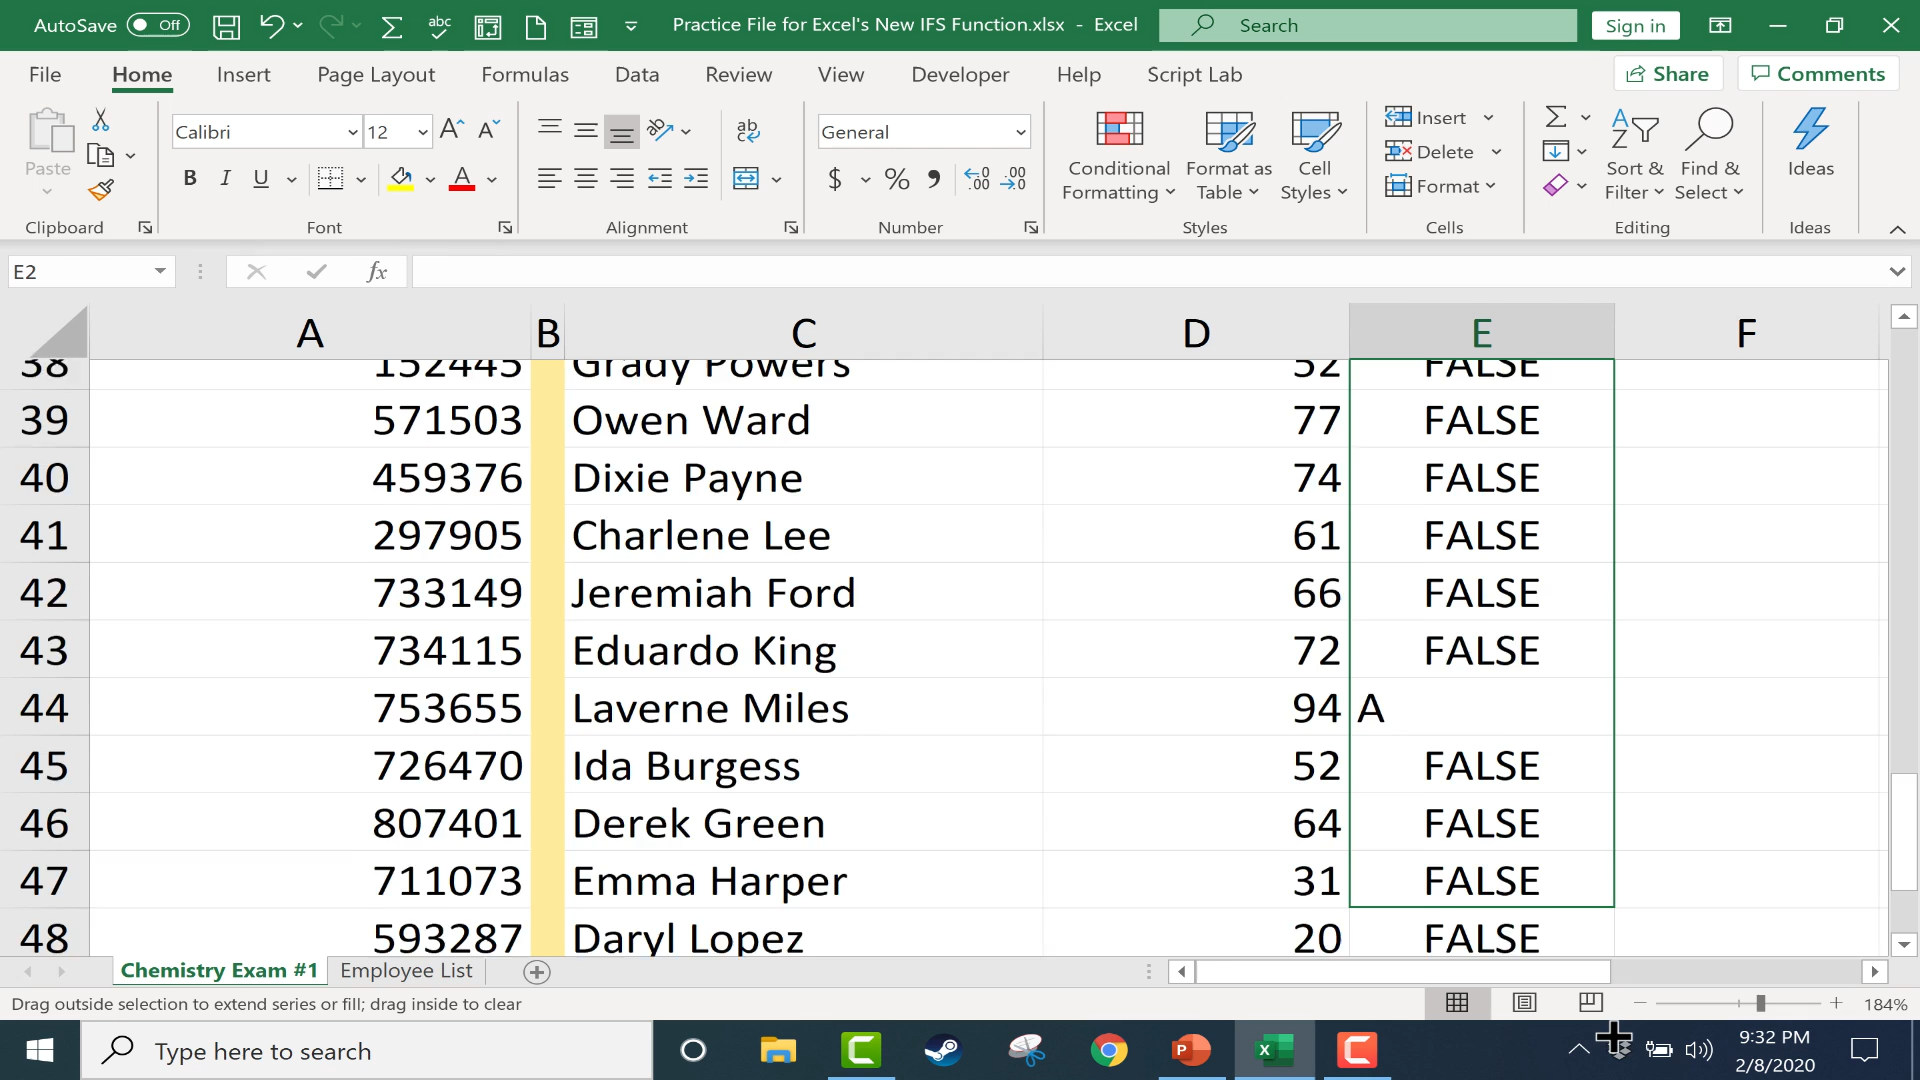 AutoSave Off Practice File for Excel's New IFS Function.xlsx - Excel Search Sign in
File Home Insert Page Layout Formulas Data Review View Developer Help Script Lab Share Comments
Paste Calibri 12 General Conditional Formatting Format as Table Cell Styles Insert Delete Format Sort & Filter Find & Select Ideas
Clipboard Font Alignment Number Styles Cells Editing Ideas
E2 fx
A B C D E F
38 152445 Grady Powers 52 FALSE
39 571503 Owen Ward 77 FALSE
40 459376 Dixie Payne 74 FALSE
41 297905 Charlene Lee 61 FALSE
42 733149 Jeremiah Ford 66 FALSE
43 734115 Eduardo King 72 FALSE
44 753655 Laverne Miles 94 A
45 726470 Ida Burgess 52 FALSE
46 807401 Derek Green 64 FALSE
47 711073 Emma Harper 31 FALSE
48 593287 Daryl Lopez 20 FALSE
Chemistry Exam #1 Employee List
Drag outside selection to extend series or fill; drag inside to clear 184%
Type here to search 9:32 PM
2/8/2020